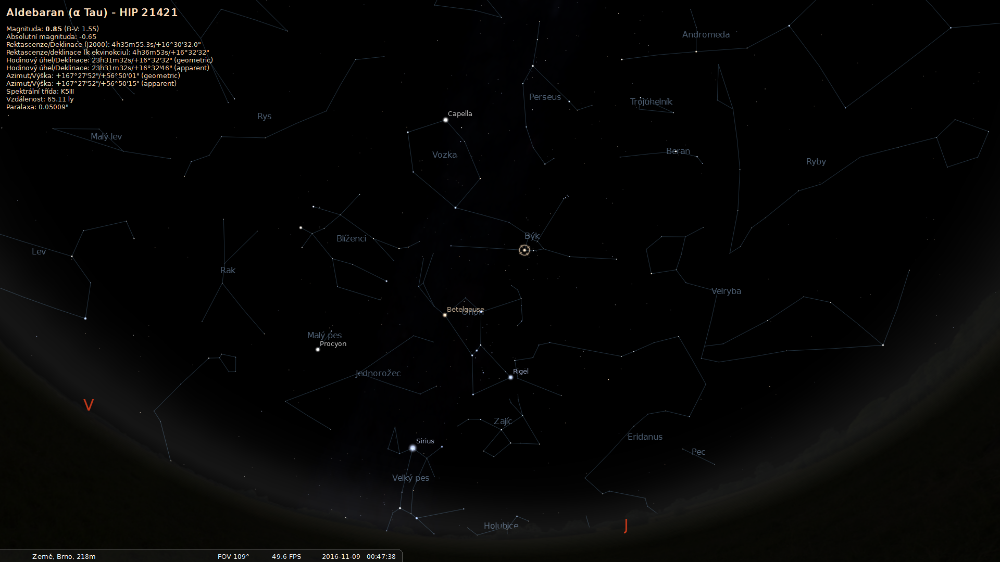 Aldebaran (α Tau) - HIP 21421
Magnituda: 0.85 (B-V: 1.55)
Absolutní magnituda: -0.65
Rektascenze/Deklinace (J2000): 4h35m55.3s/+16°30'32.0"
Rektascenze/deklinace (k ekvinokciu): 4h36m53s/+16°32'32"
Hodinový úhel/Deklinace: 23h31m32s/+16°32'32" (geometric)
Hodinový úhel/Deklinace: 23h31m32s/+16°32'46" (apparent)
Azimut/Výška: +167°27'52"/+56°50'01" (geometric)
Azimut/Výška: +167°27'52"/+56°50'15" (apparent)
Spektrální třída: K5III
Vzdálenost: 65.11 ly
Paralaxa: 0.05009"
Andromeda
Perseus
Trojúhelník
Rys
Capella
Malý lev
Vozka
Beran
Ryby
Býk
Blíženci
Lev
Rak
Velryba
Betelgeuse
Orion
Malý pes
Procyon
Rigel
Jednorožec
V
Zajíc
Eridanus
Sirius
Pec
Velký pes
Holubice
J
Země, Brno, 218m
FOV 109°
49.6 FPS
2016-11-09 00:47:38